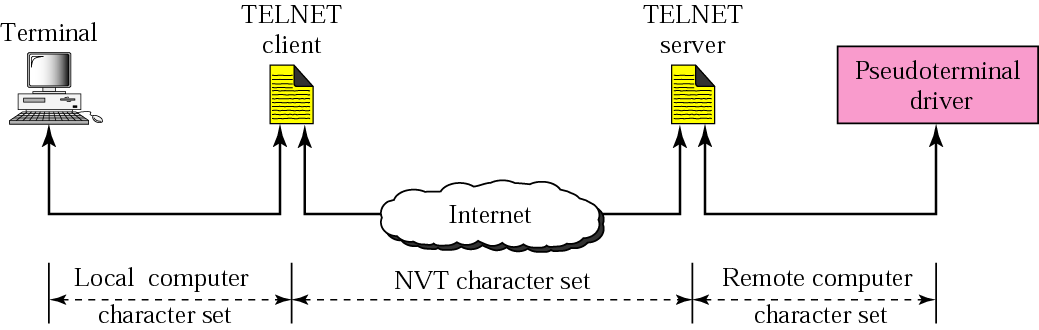 Terminal
TELNET
client
TELNET
server
Pseudoterminal
driver
Internet
Local computer
character set
NVT character set
Remote computer
character set